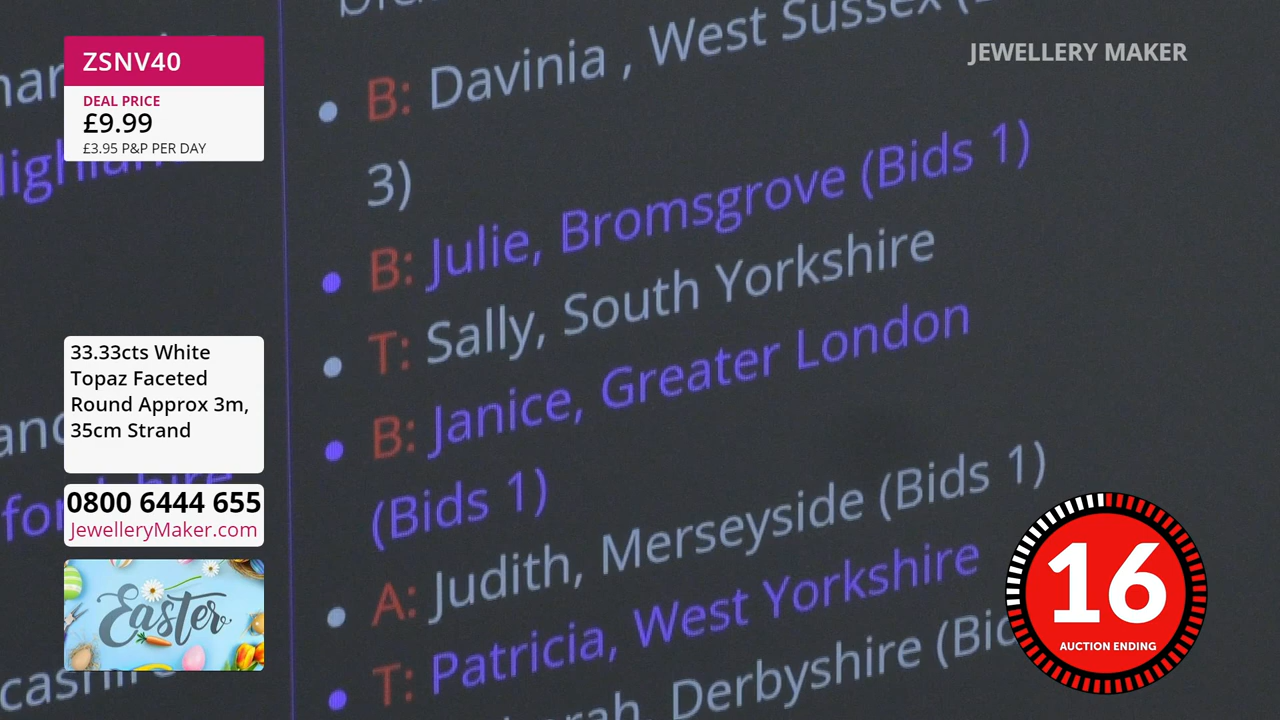 ZSNV40
DEAL PRICE
£9.99
£3.95 P&P PER DAY
33.33cts White
Topaz Faceted
Round Approx 3m,
35cm Strand
0800 6444 655
JewelleryMaker.com
Easter
JEWELLERY MAKER
B: Davinia , West Sussex
3)
B: Julie, Bromsgrove (Bids 1)
T: Sally, South Yorkshire
B: Janice, Greater London
(Bids 1)
A: Judith, Merseyside (Bids 1)
T: Patricia, West Yorkshire
Derbyshire
16
AUCTION ENDING